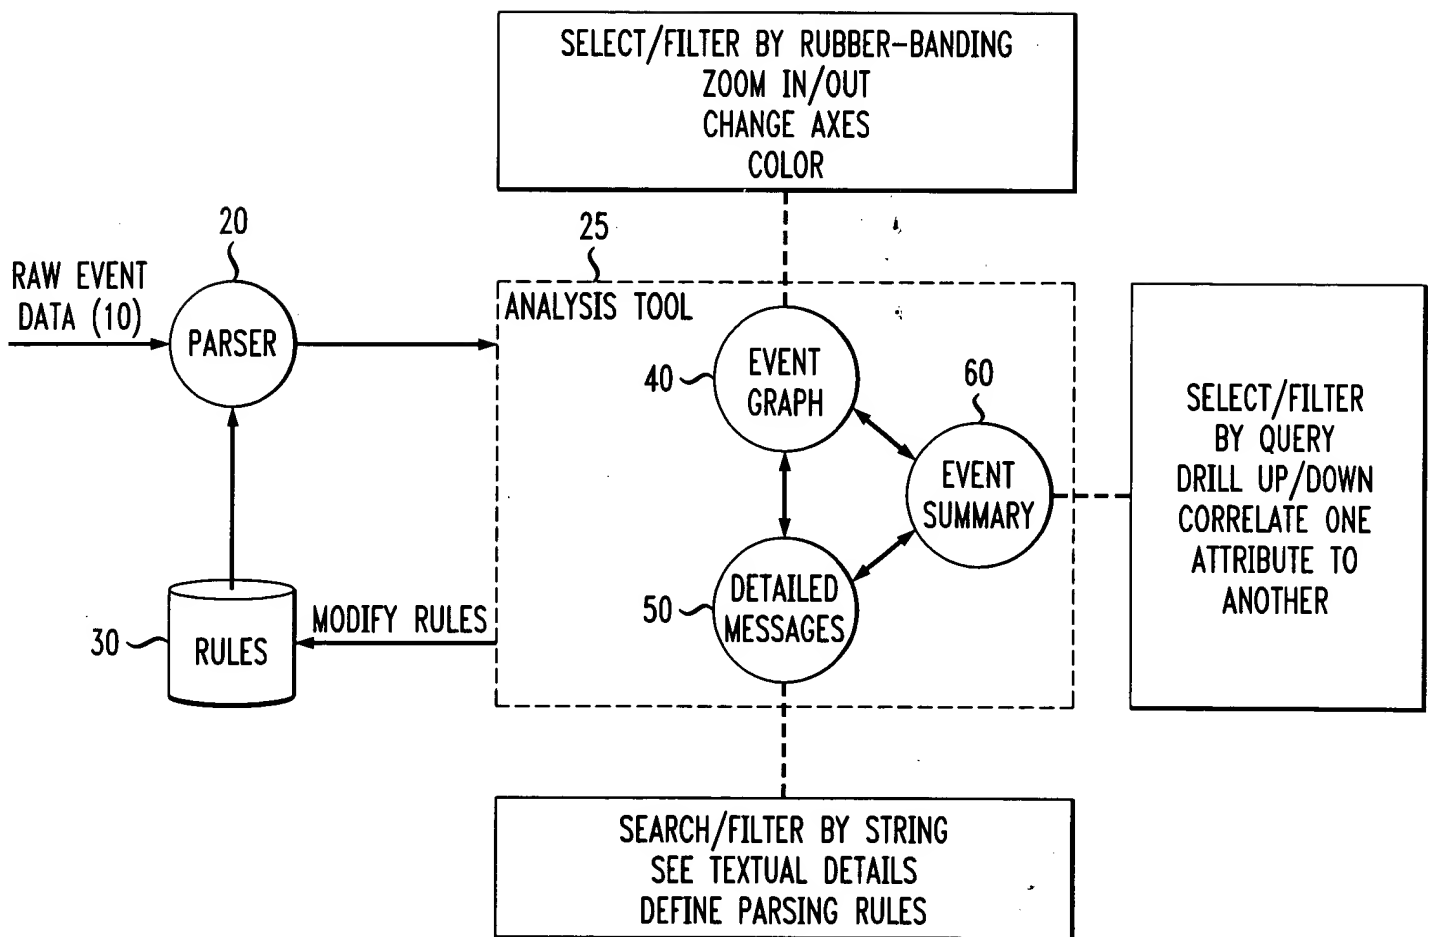 SELECT/FILTER BY RUBBER-BANDING
ZOOM IN/OUT
CHANGE AXES
COLOR
20
25
RAW EVENT
DATA (10)
PARSER
ANALYSIS TOOL
40
EVENT
GRAPH
60
EVENT
SUMMARY
SELECT/FILTER
BY QUERY
DRILL UP/DOWN
CORRELATE ONE
ATTRIBUTE TO
ANOTHER
30
RULES
MODIFY RULES
50
DETAILED
MESSAGES
SEARCH/FILTER BY STRING
SEE TEXTUAL DETAILS
DEFINE PARSING RULES